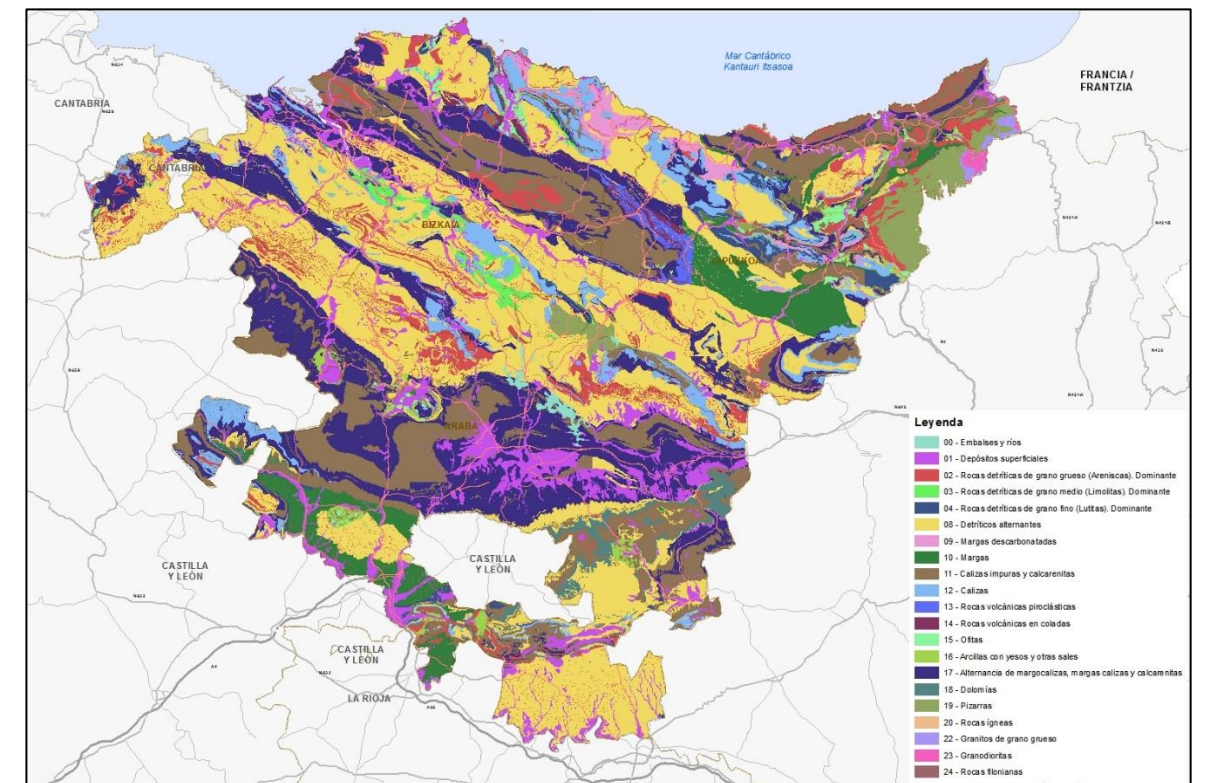 Mar Cantábrico
Kantauri Itsasoa
FRANCIA /
FRANTZIA
CANTABRIA
CANTABRIA
BIZKAIA
ARABA
CASTILLA
Y LEÓN
CASTILLA
Y LEÓN
CASTILLA
Y LEÓN
LA RIOJA
Leyenda
00 - Embalses y ríos
01 - Depósitos superficiales
02 - Rocas detríticas de grano grueso (Areniscas). Dominante
03 - Rocas detríticas de grano medio (Limolitas). Dominante
04 - Rocas detríticas de grano fino (Lutitas). Dominante
08 - Detríticos alternantes
09 - Margas descarbonatadas
10 - Margas
11 - Calizas impuras y calcarenitas
12 - Calizas
13 - Rocas volcánicas piroclásticas
14 - Rocas volcánicas en coladas
15 - Ofitas
16 - Arcillas con yesos y otras sales
17 - Alternancia de margocalizas, margas calizas y calcarenitas
18 - Dolomías
19 - Pizarras
20 - Rocas ígneas
22 - Granitos de grano grueso
23 - Granodioritas
24 - Rocas filonianas